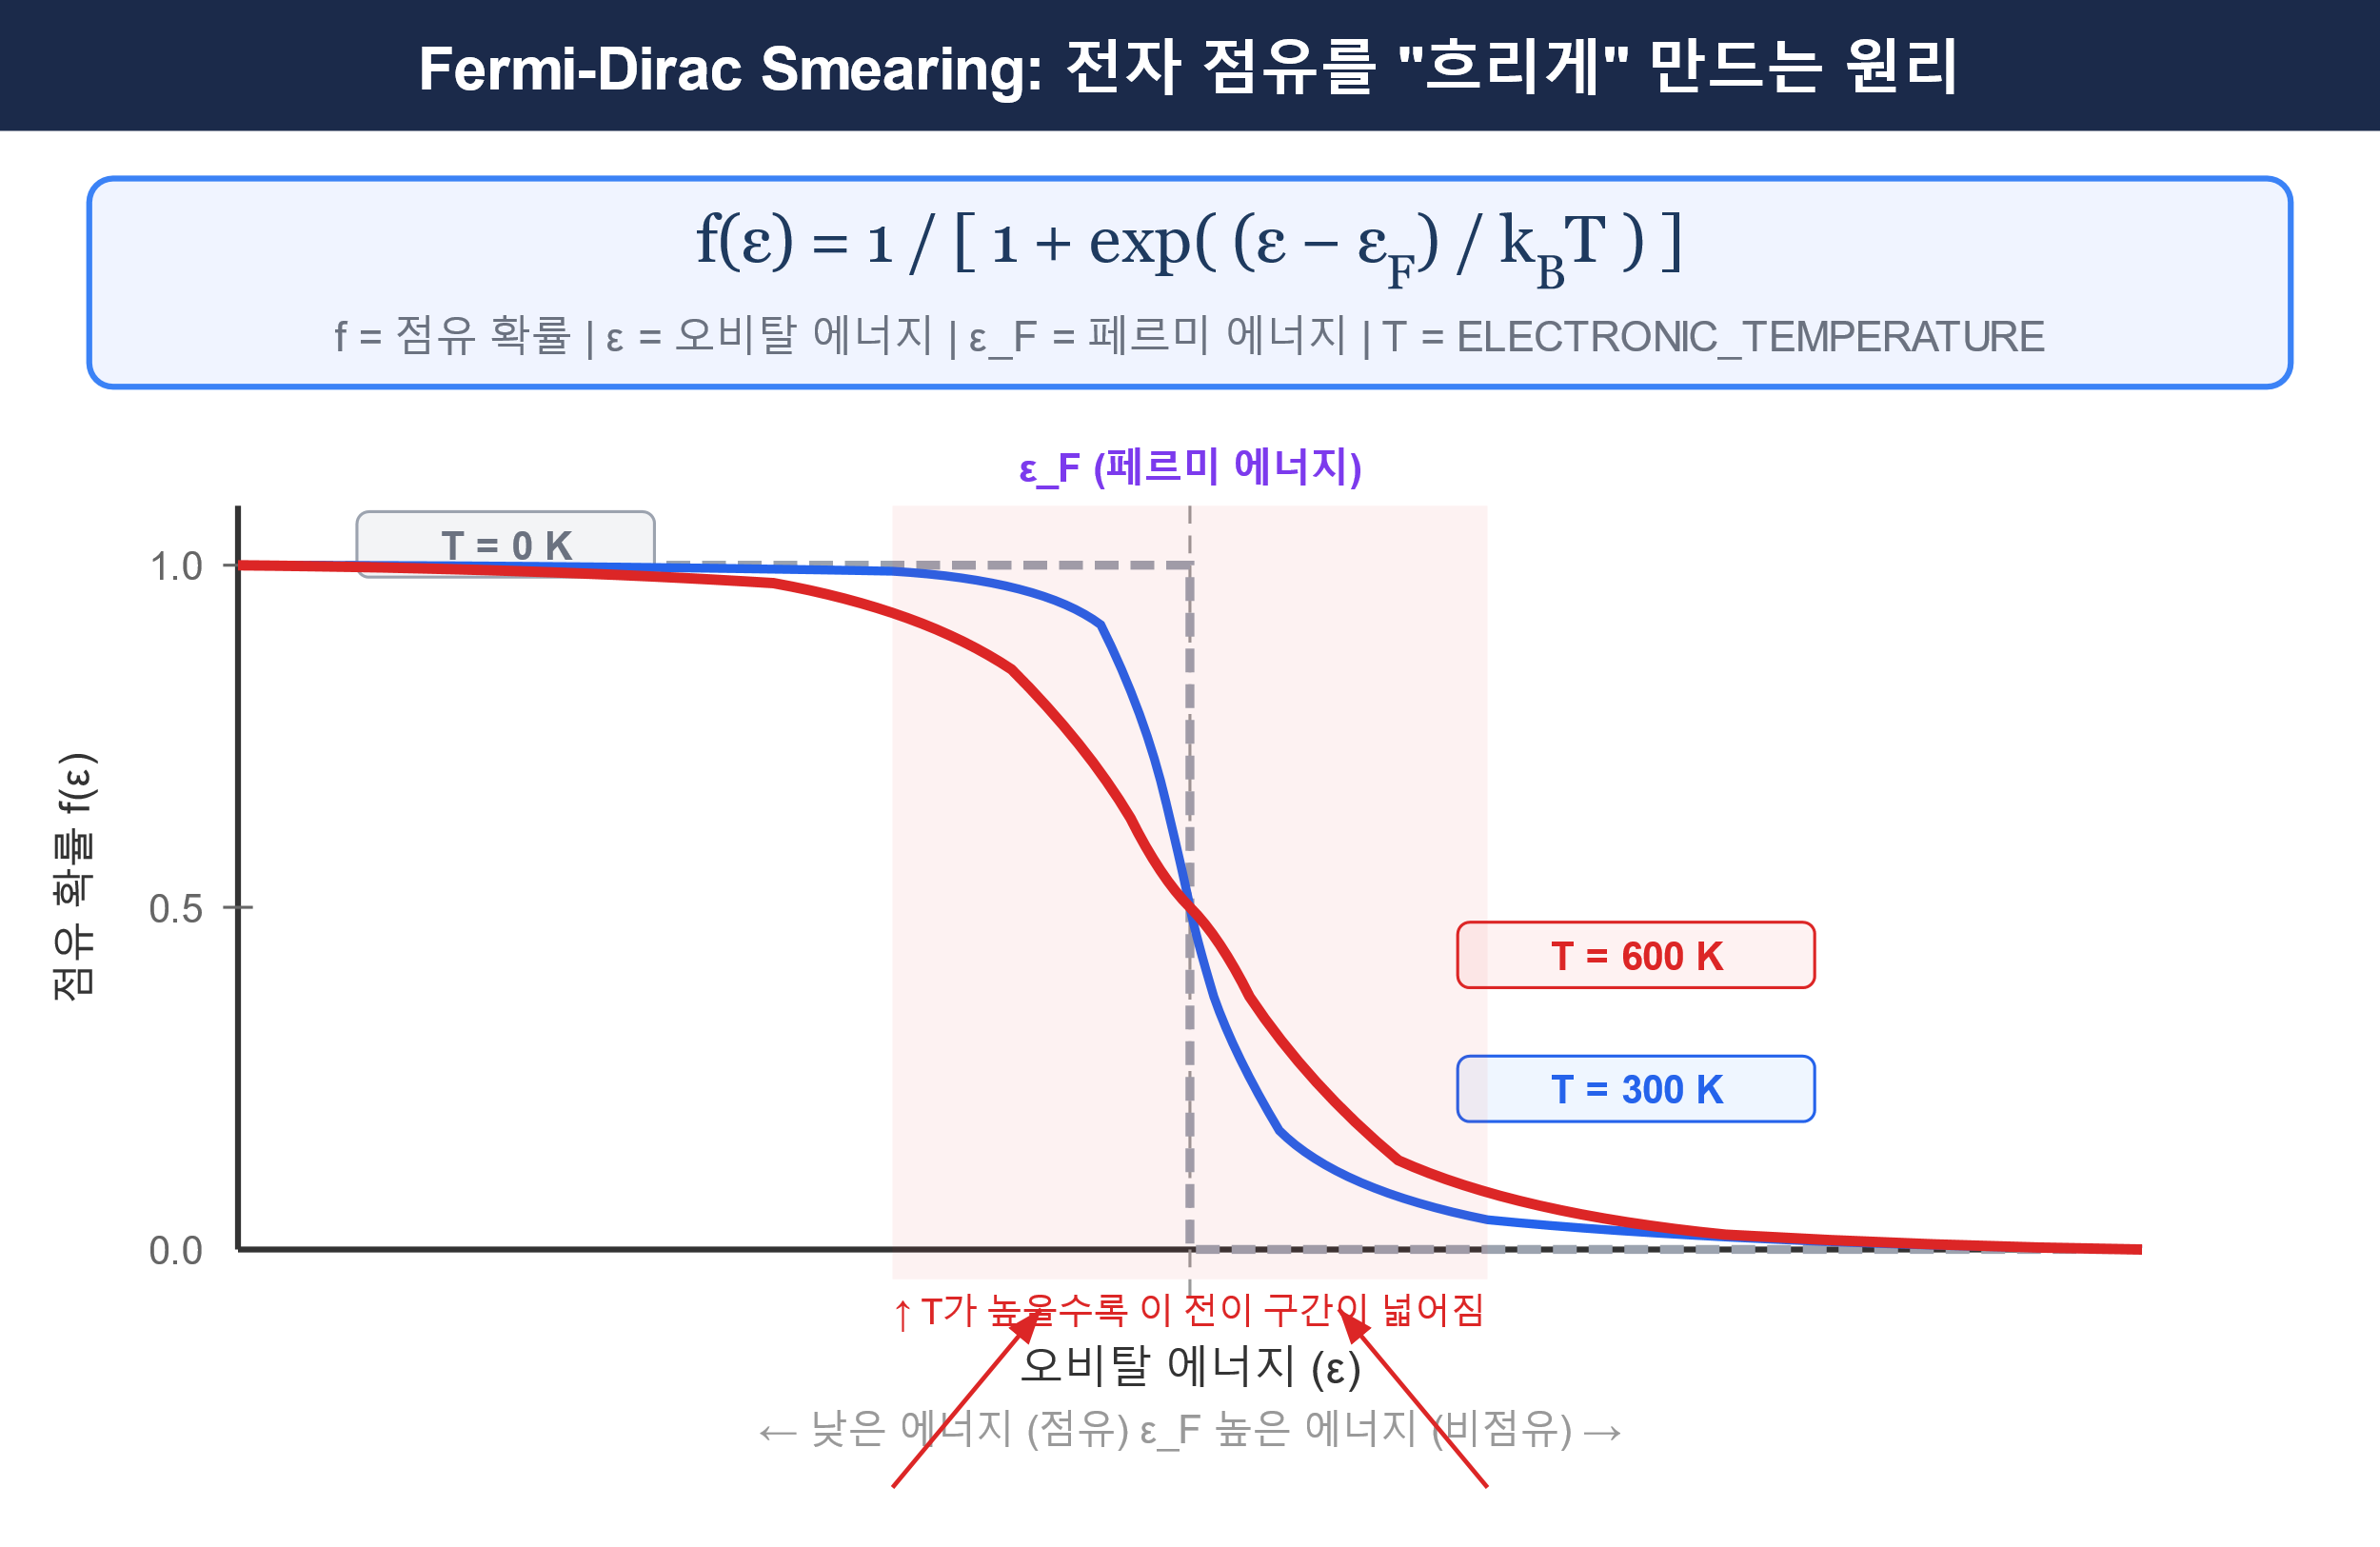 Fermi-Dirac Smearing: 전자 점유를 "흐리게" 만드는 원리
f(ε) = 1 / [ 1 + exp( (ε − ε_F) / k_BT ) ]
f = 점유 확률 | ε = 오비탈 에너지 | ε_F = 페르미 에너지 | T = ELECTRONIC_TEMPERATURE
ε_F (페르미 에너지)
T = 0 K
1.0
0.5
0.0
점유 확률 f(ε)
T = 600 K
T = 300 K
↑ T가 높을수록 이 전이 구간이 넓어짐
오비탈 에너지 (ε)
← 낮은 에너지 (점유) ε_F 높은 에너지 (비점유) →